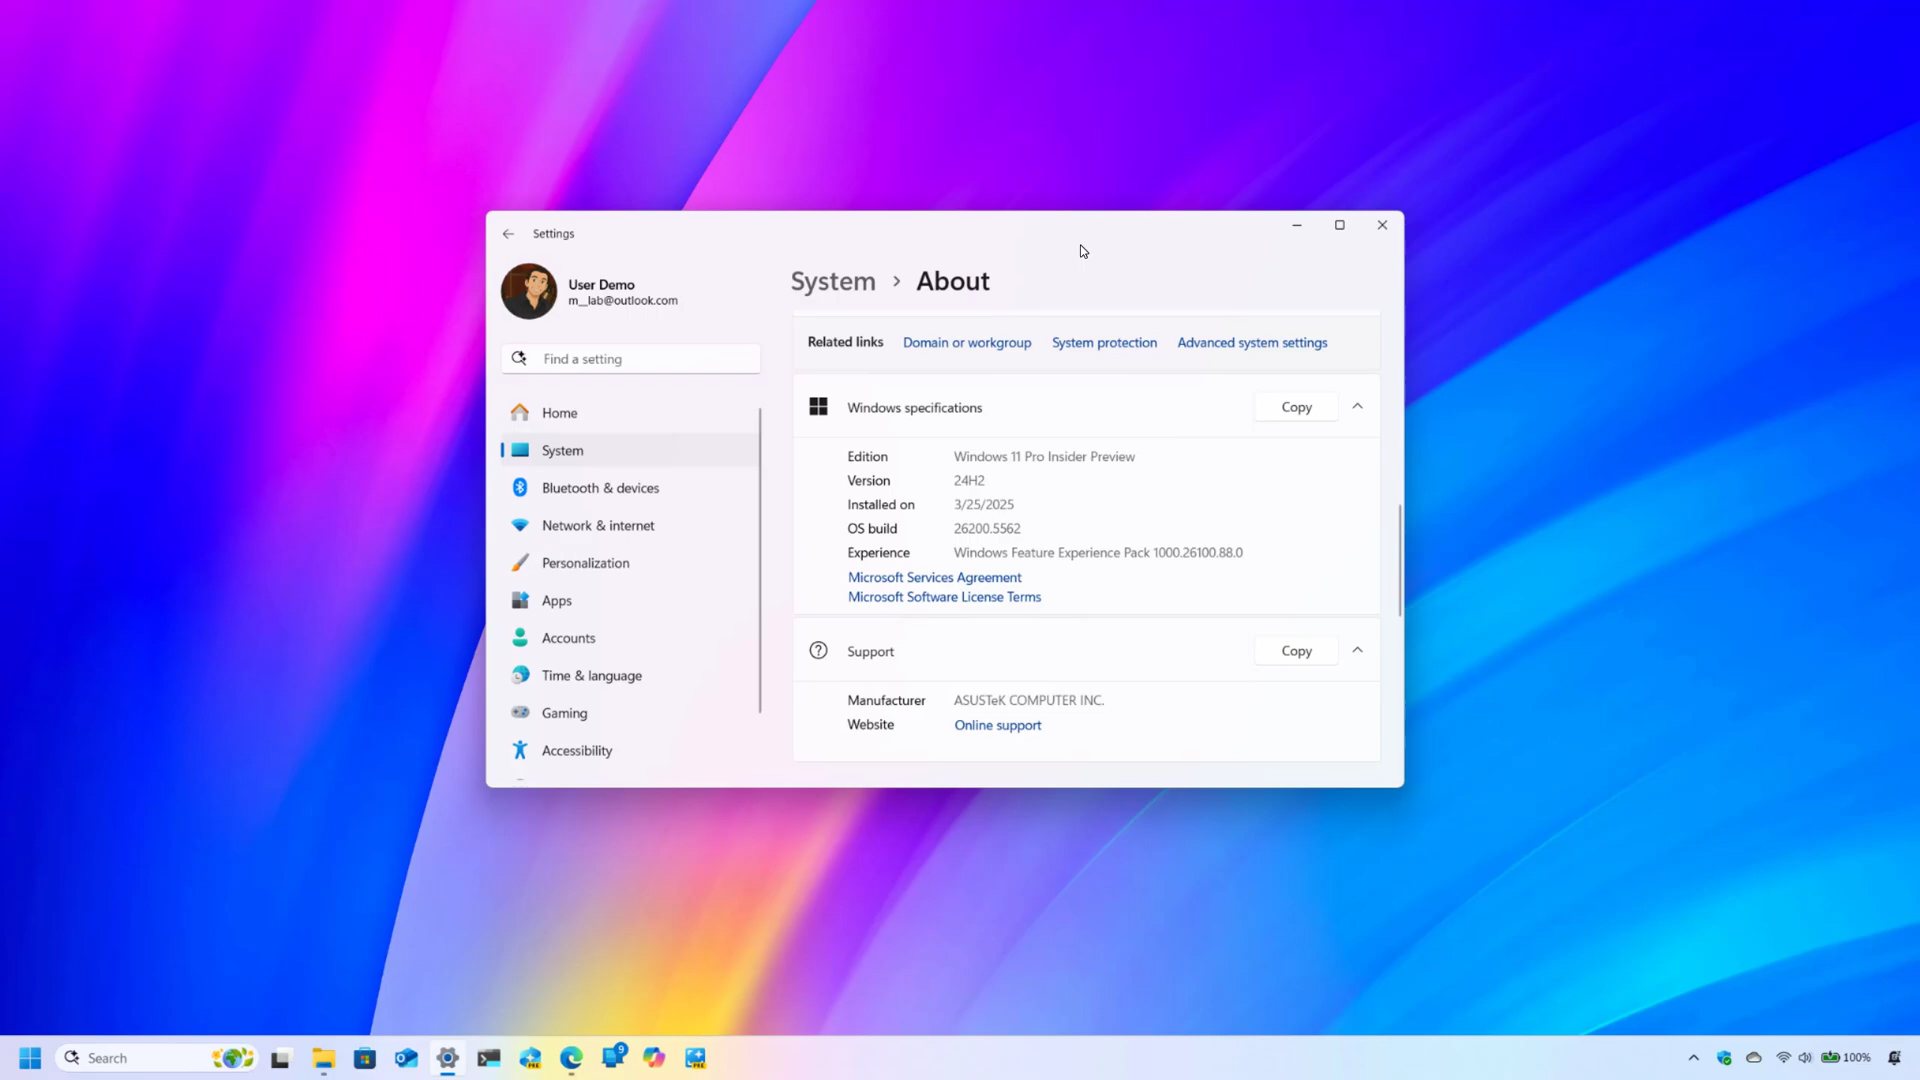 Settings
User Demo
m__lab@outlook.com
Find a setting
Home
System
Bluetooth & devices
Network & internet
Personalization
Apps
Accounts
Time & language
Gaming
Accessibility
System › About
Related links Domain or workgroup System protection Advanced system settings
Windows specifications Copy
Edition Windows 11 Pro Insider Preview
Version 24H2
Installed on 3/25/2025
OS build 26200.5562
Experience Windows Feature Experience Pack 1000.26100.88.0
Microsoft Services Agreement
Microsoft Software License Terms
Support Copy
Manufacturer ASUSTeK COMPUTER INC.
Website Online support
Search PRE 9 PRE 100%